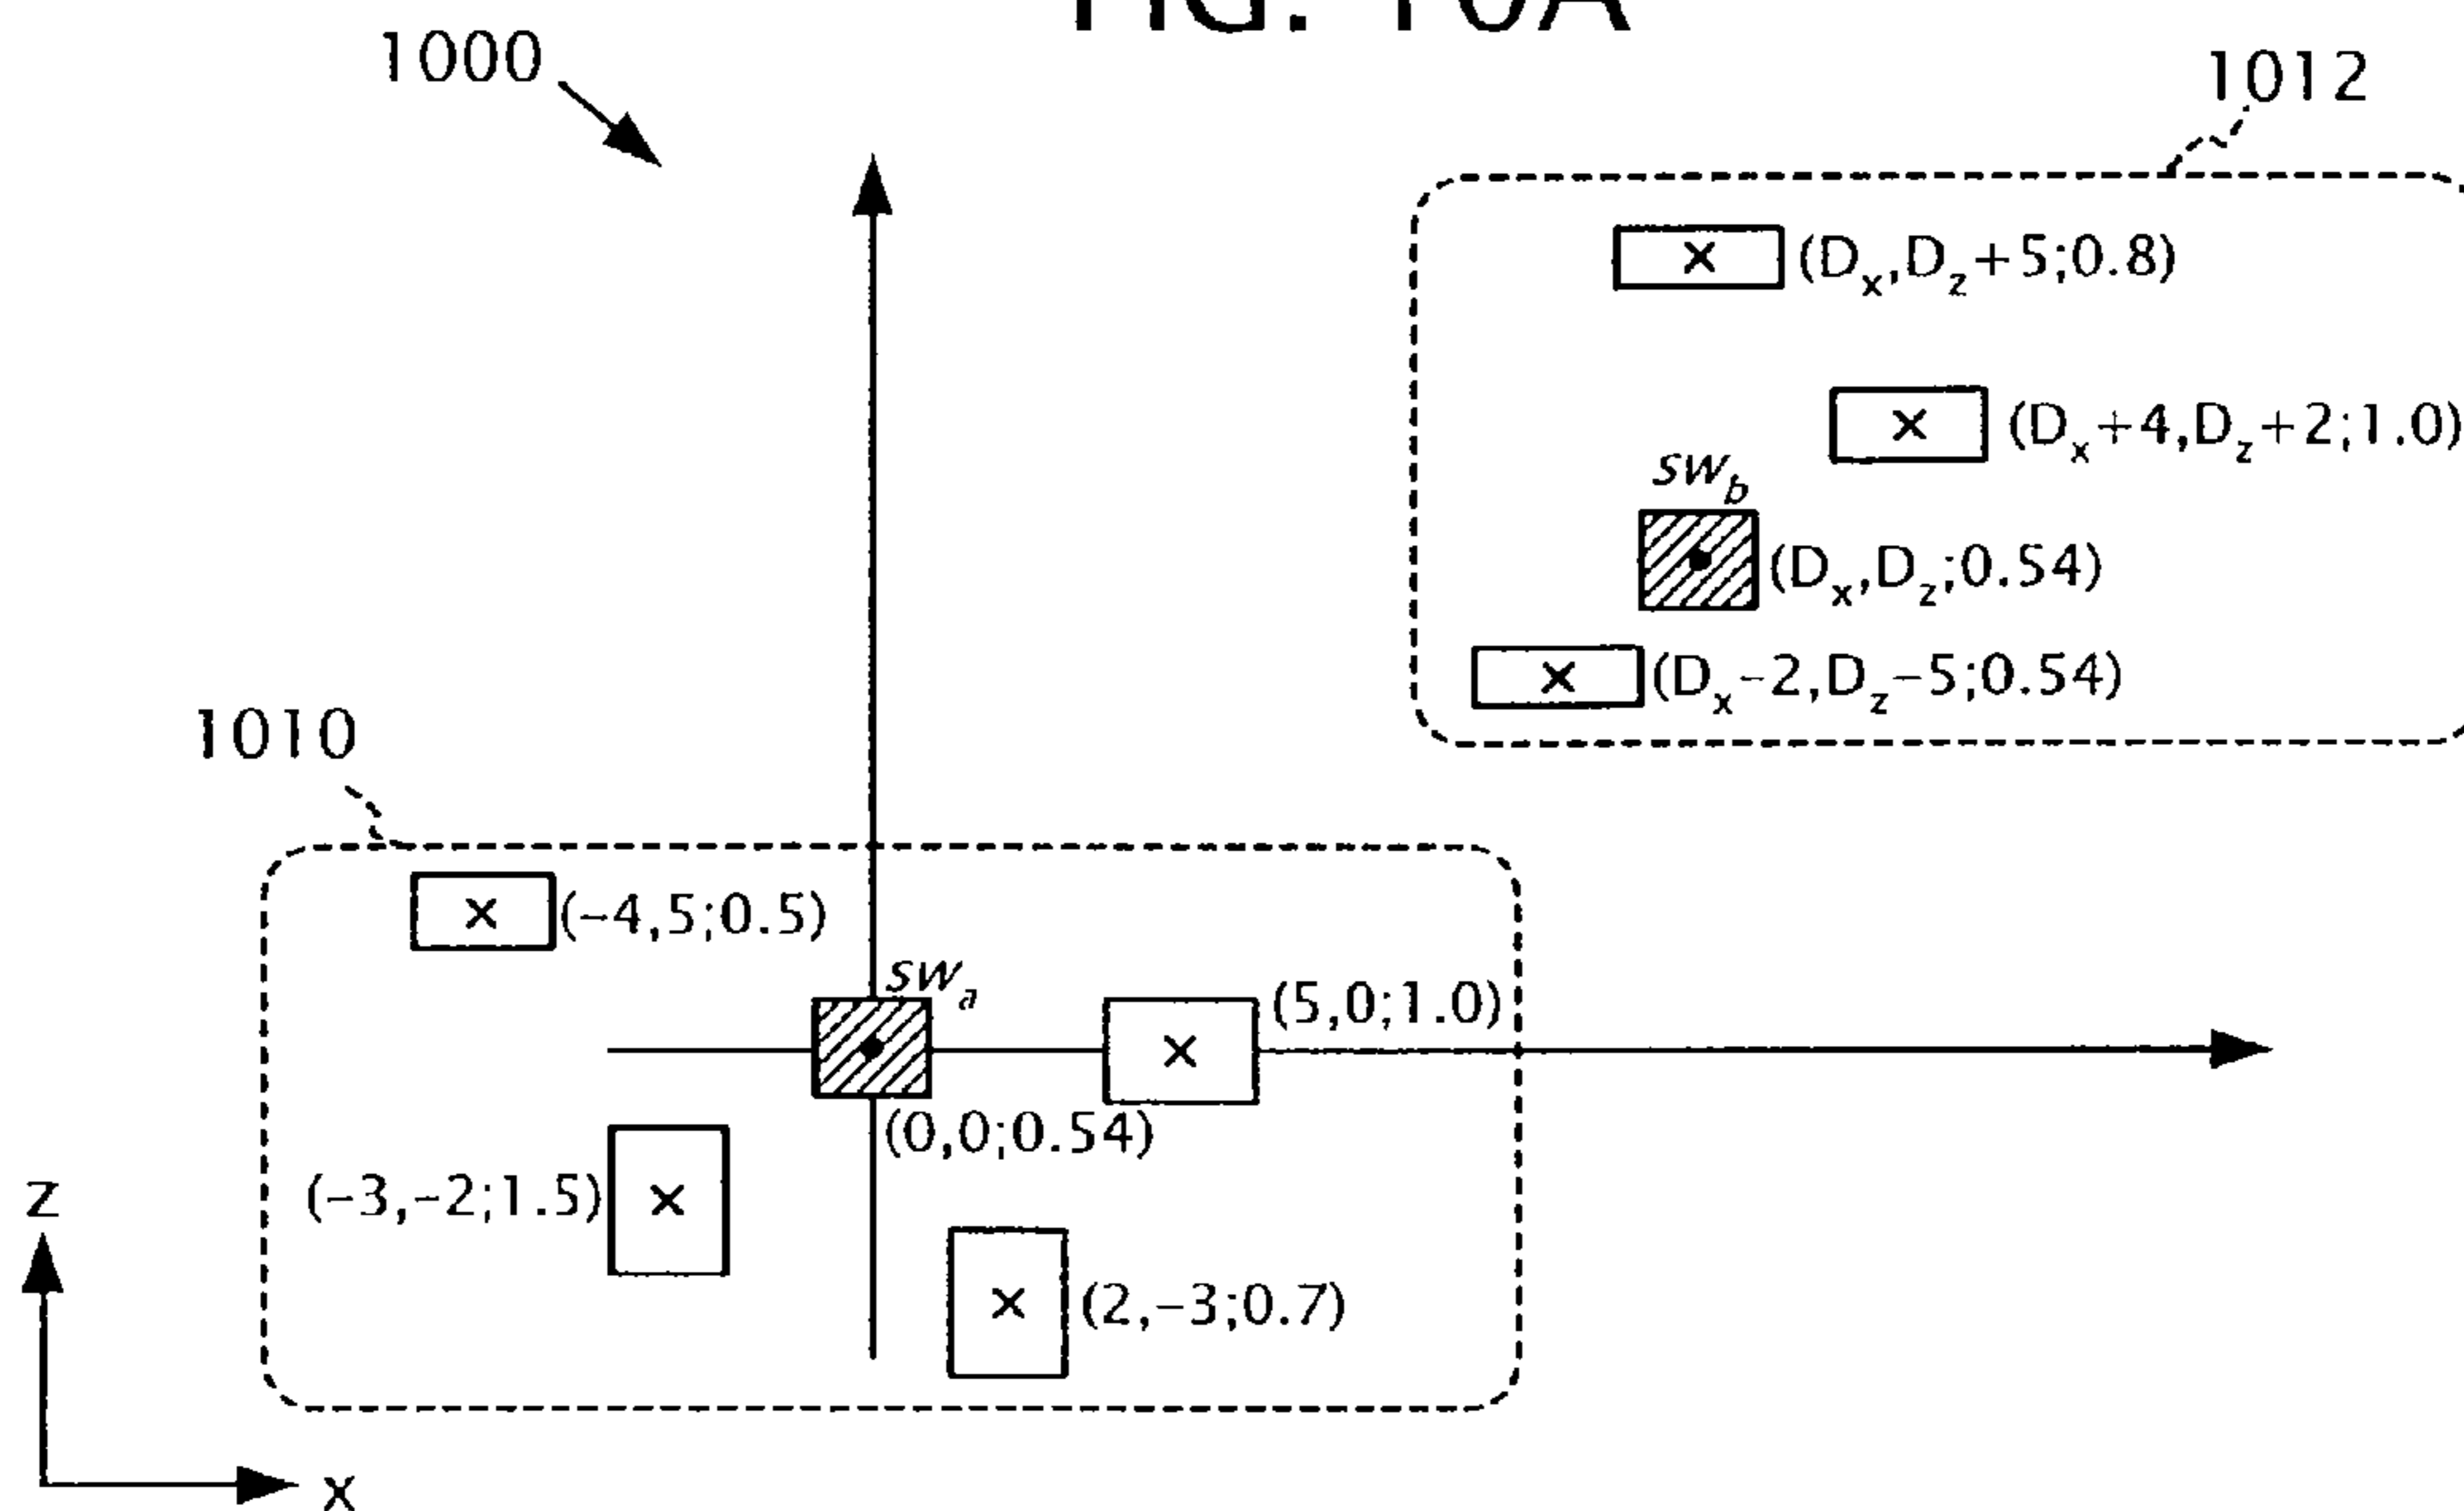 FIG. 10A
1000
1012
(Dx,Dz+5;0.8)
(Dx+4,Dz+2;1.0)
swb
(Dx,Dz;0.54)
(Dx-2,Dz-5;0.54)
1010
(-4,5;0.5)
swa
(5,0;1.0)
(0,0;0.54)
(-3,-2;1.5)
(2,-3;0.7)
z
x